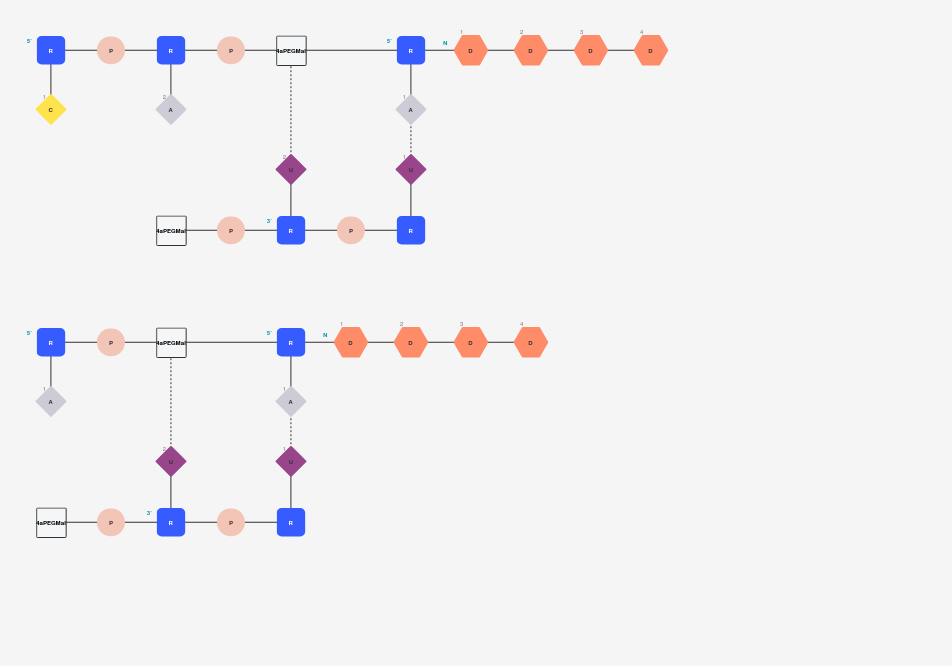 1 2 3 4
5' R P R P 4aPEGMal 5' R N D D D D
1 2 1
C A A
2 1
U U
3'
4aPEGMal P R P R
1 2 3 4
5' R P 4aPEGMal 5' R N D D D D
1 1
A A
2 1
U U
3'
4aPEGMal P R P R